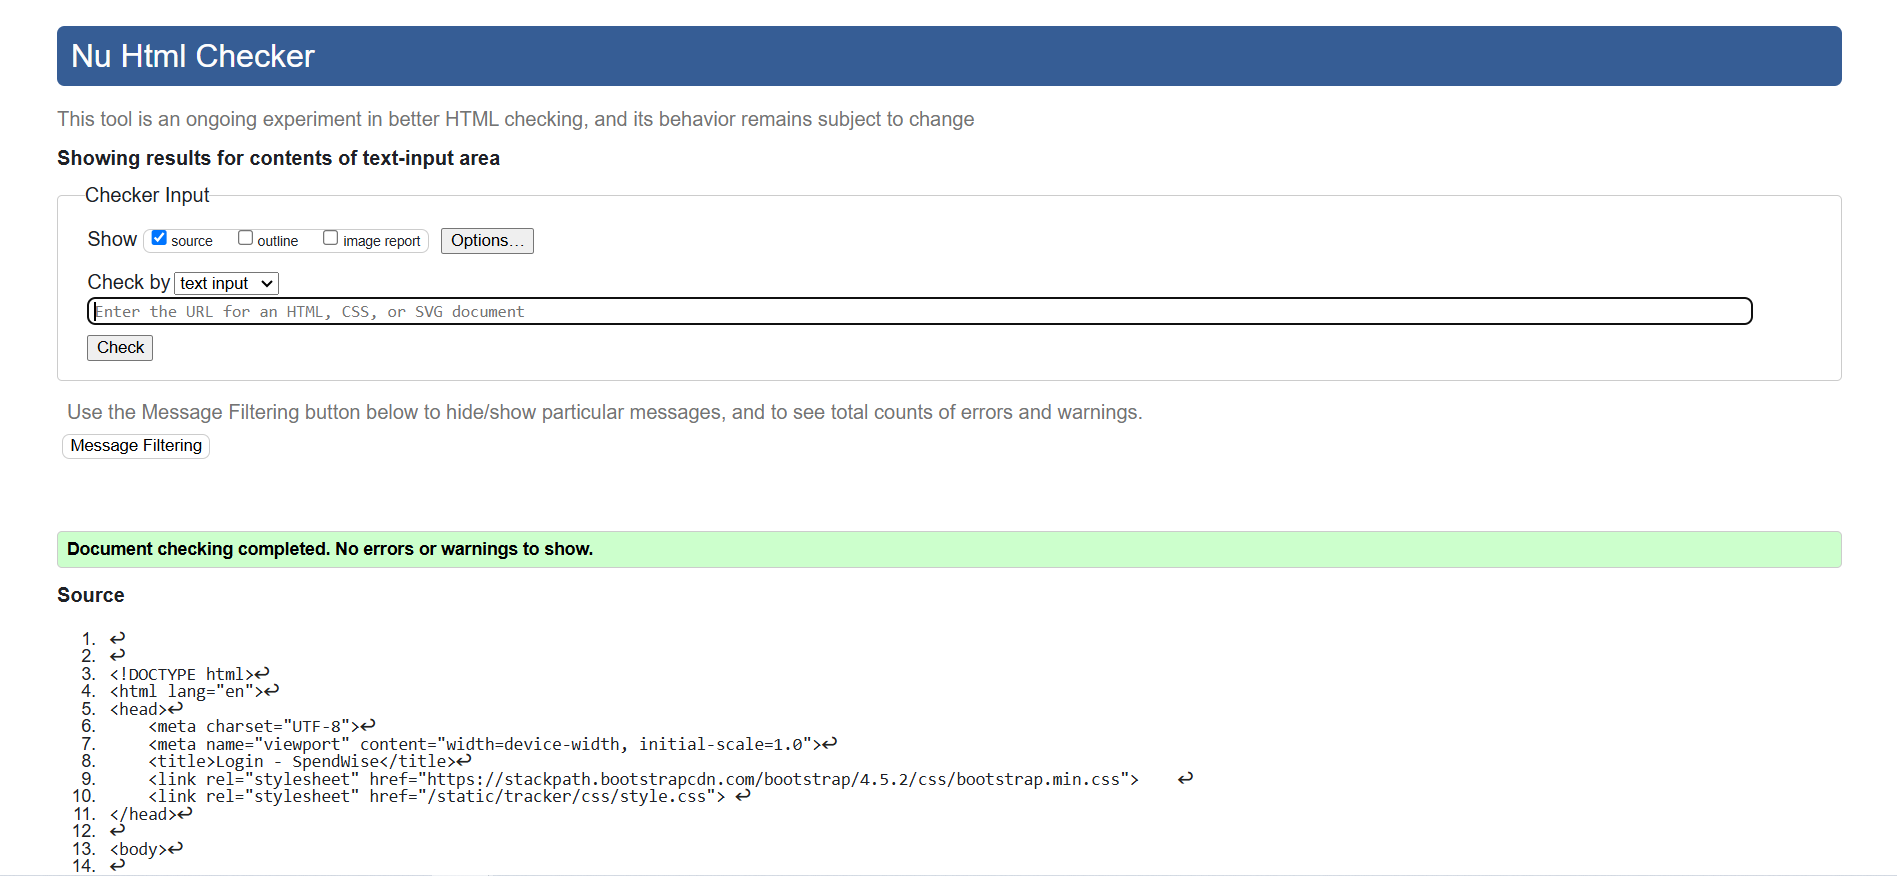 Nu Html Checker
This tool is an ongoing experiment in better HTML checking, and its behavior remains subject to change
Showing results for contents of text-input area
Checker Input
Show source outline image report Options...
Check by text input
Enter the URL for an HTML, CSS, or SVG document
Check
Use the Message Filtering button below to hide/show particular messages, and to see total counts of errors and warnings.
Message Filtering
Document checking completed. No errors or warnings to show.
Source
1. ↩
2. ↩
3. <!DOCTYPE html>↩
4. <html lang="en">↩
5. <head>↩
6.     <meta charset="UTF-8">↩
7.     <meta name="viewport" content="width=device-width, initial-scale=1.0">↩
8.     <title>Login - SpendWise</title>↩
9.     <link rel="stylesheet" href="https://stackpath.bootstrapcdn.com/bootstrap/4.5.2/css/bootstrap.min.css">    ↩
10.     <link rel="stylesheet" href="/static/tracker/css/style.css"> ↩
11. </head>↩
12. ↩
13. <body>↩
14. ↩